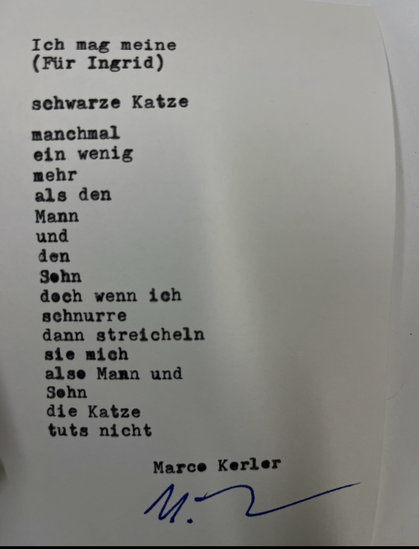 Ich mag meine
(Für Ingrid)
schwarze Katze
manchmal
ein wenig
mehr
als den
Mann
und
den
Sohn
doch wenn ich
schnurre
dann streicheln
sie mich
also Mann und
Sohn
die Katze
tuts nicht
Marco Kerler